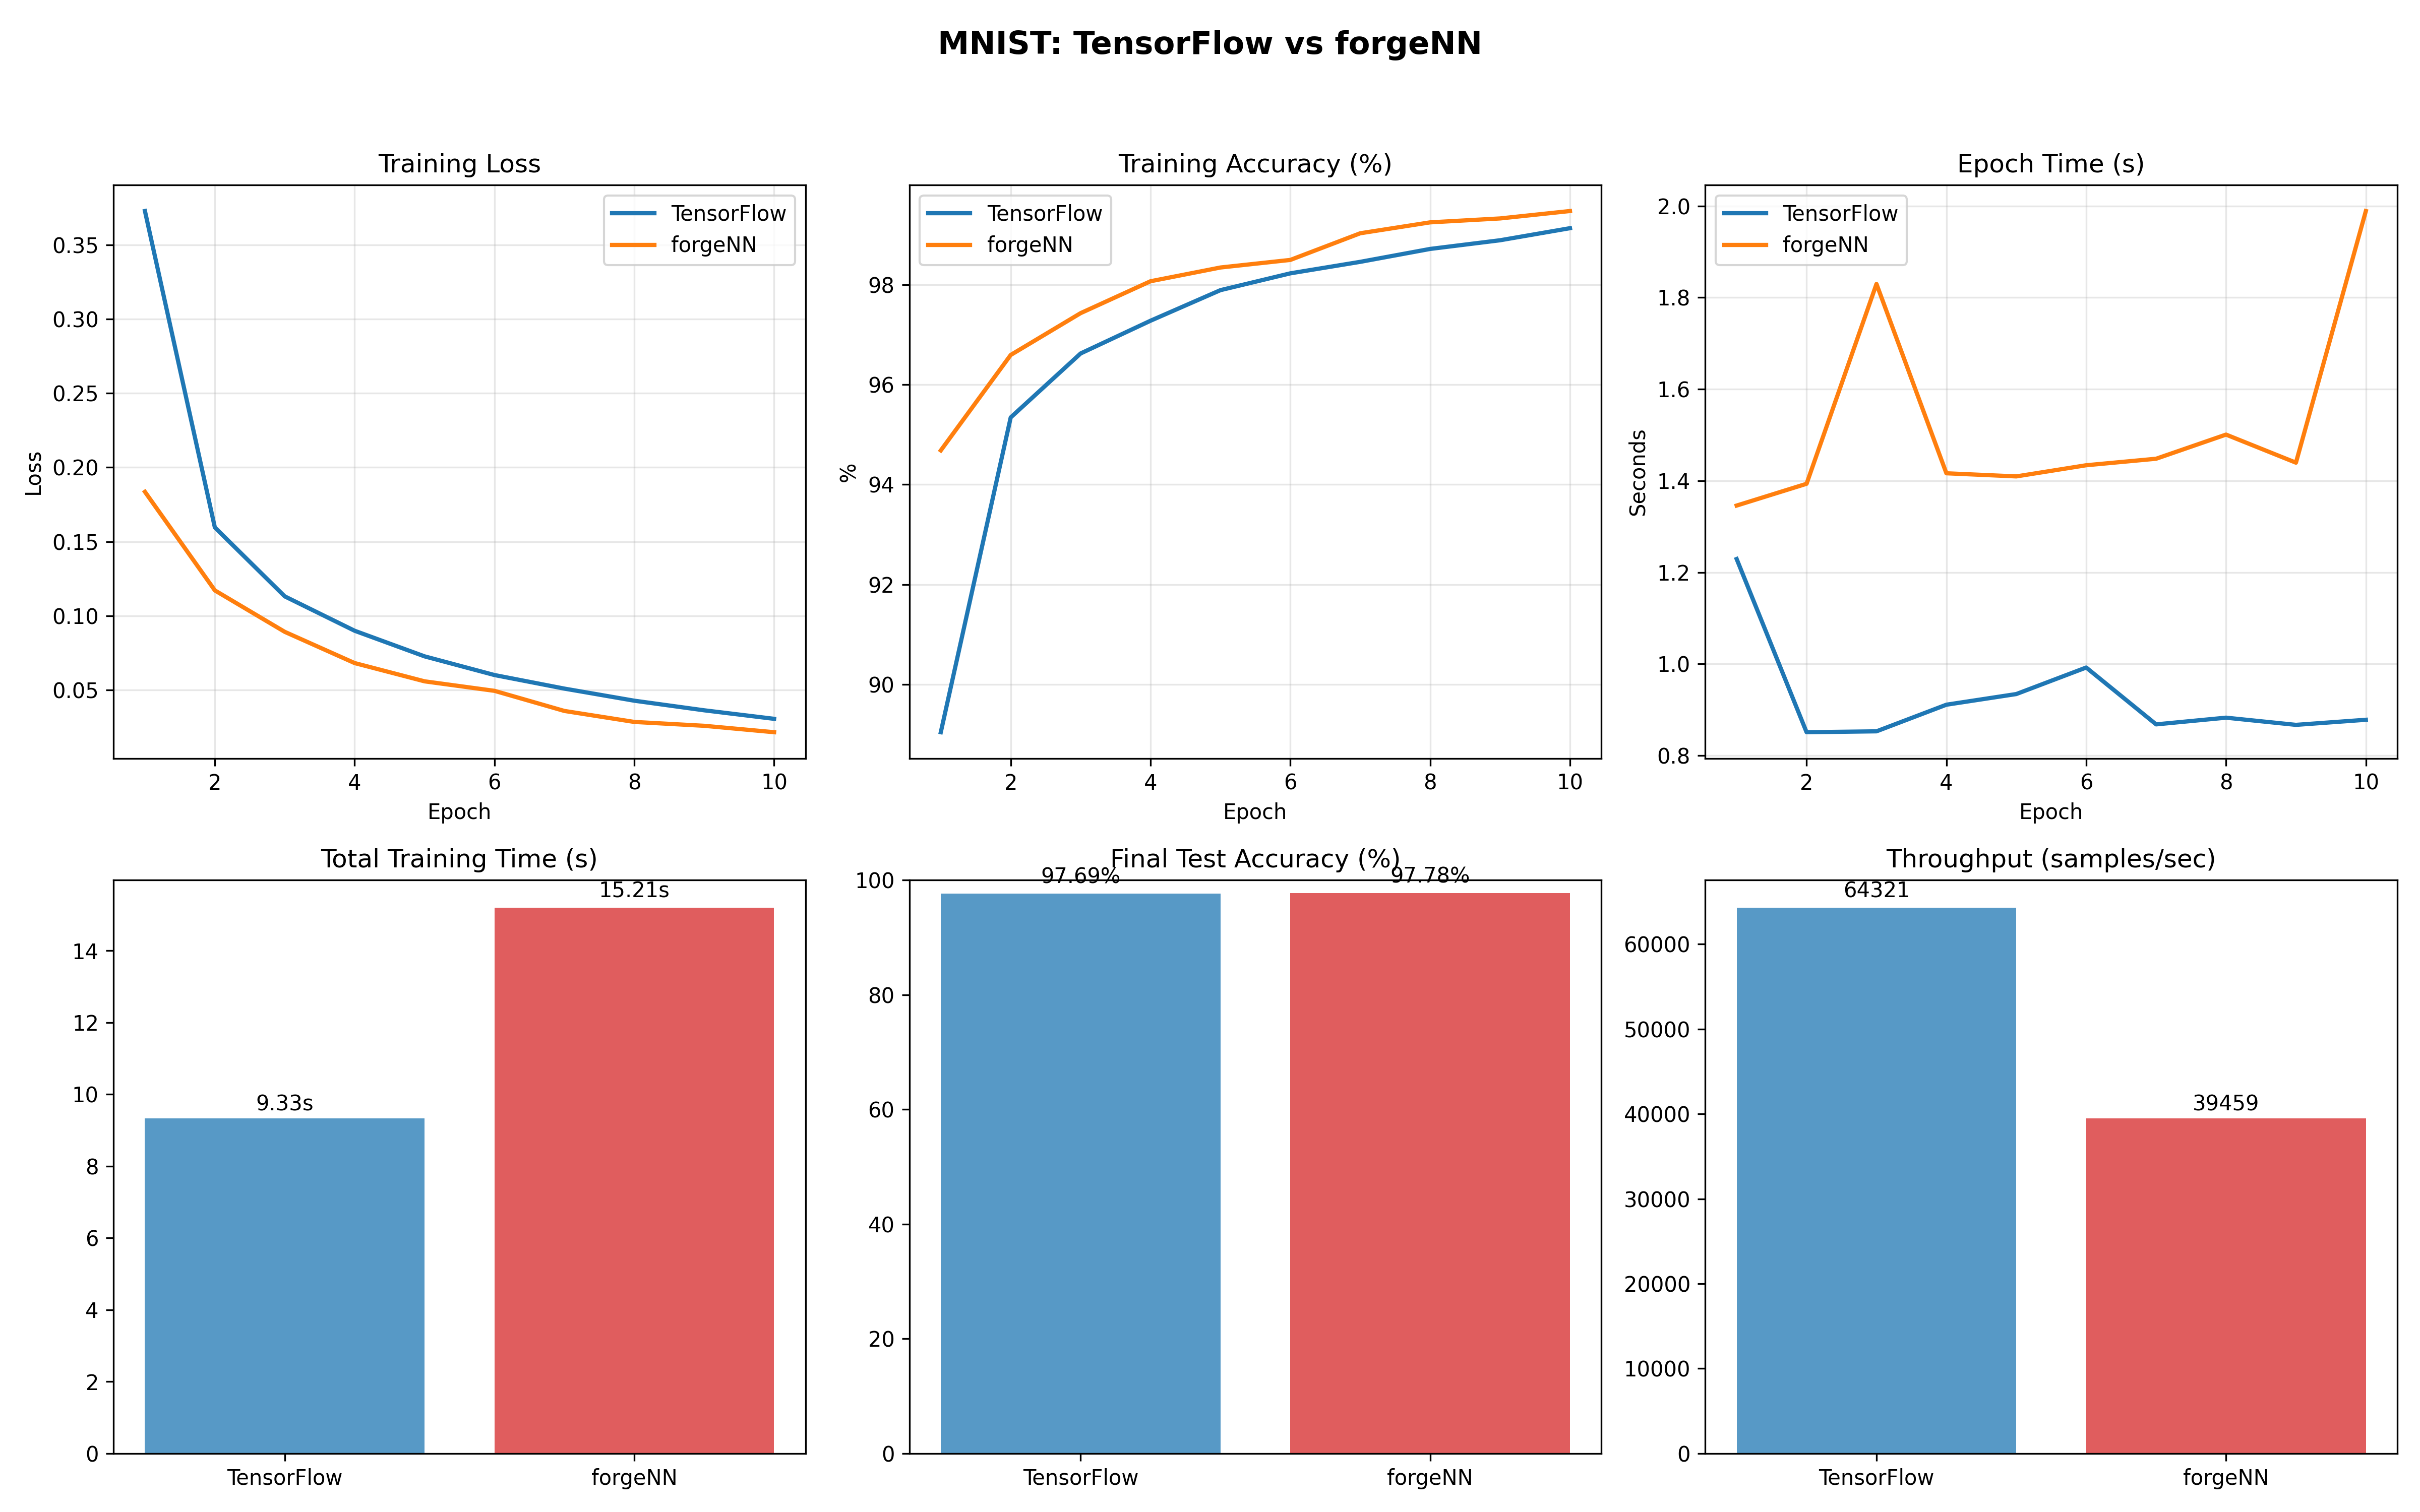 MNIST: TensorFlow vs forgeNN
Training Loss
TensorFlow
forgeNN
0.35
0.30
0.25
0.20
0.15
0.10
0.05
Loss
2 4 6 8 10
Epoch
Training Accuracy (%)
TensorFlow
forgeNN
98
96
94
92
90
%
2 4 6 8 10
Epoch
Epoch Time (s)
TensorFlow
forgeNN
2.0
1.8
1.6
1.4
1.2
1.0
0.8
Seconds
2 4 6 8 10
Epoch
Total Training Time (s)
15.21s
9.33s
14
12
10
8
6
4
2
0
TensorFlow forgeNN
Final Test Accuracy (%)
97.69% 97.78%
100
80
60
40
20
0
TensorFlow forgeNN
Throughput (samples/sec)
64321
39459
60000
50000
40000
30000
20000
10000
0
TensorFlow forgeNN